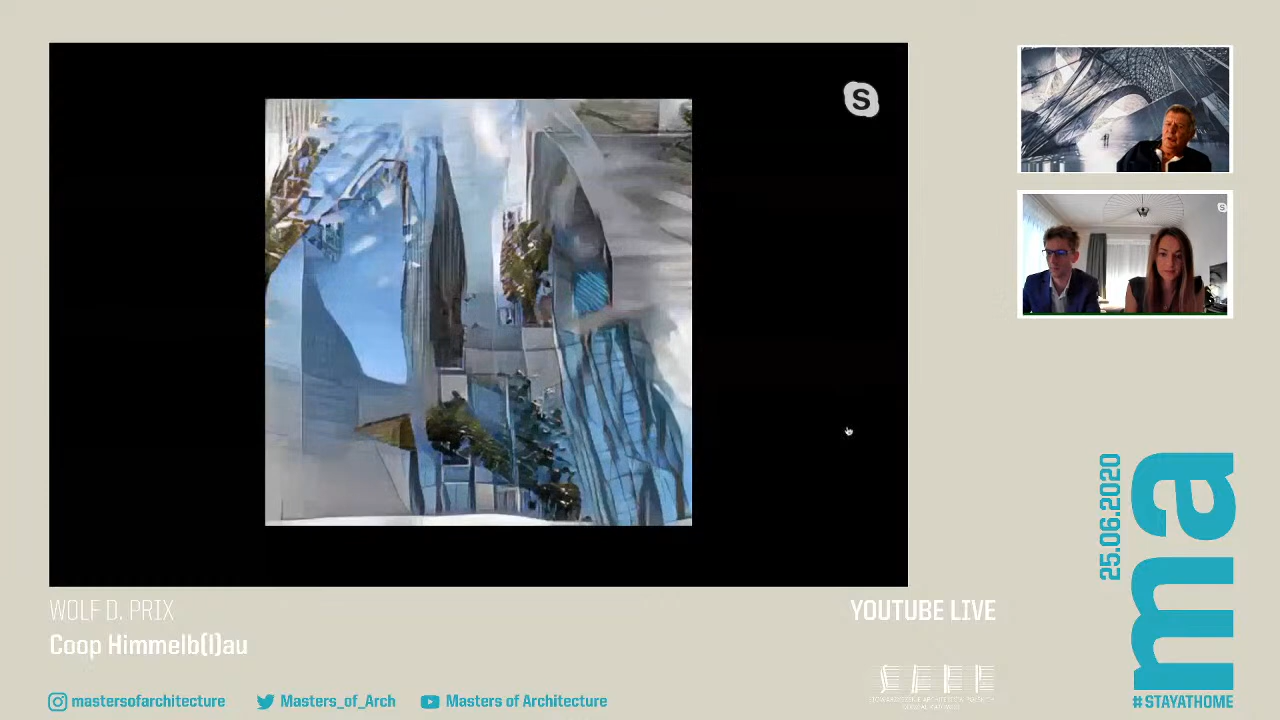 S
S
WOLF D. PRIX
Coop Himmelb(l)au
YOUTUBE LIVE
mastersofarchitecture
Masters_of_Arch
Masters of Architecture
25.06.2020
ma
#STAYATHOME